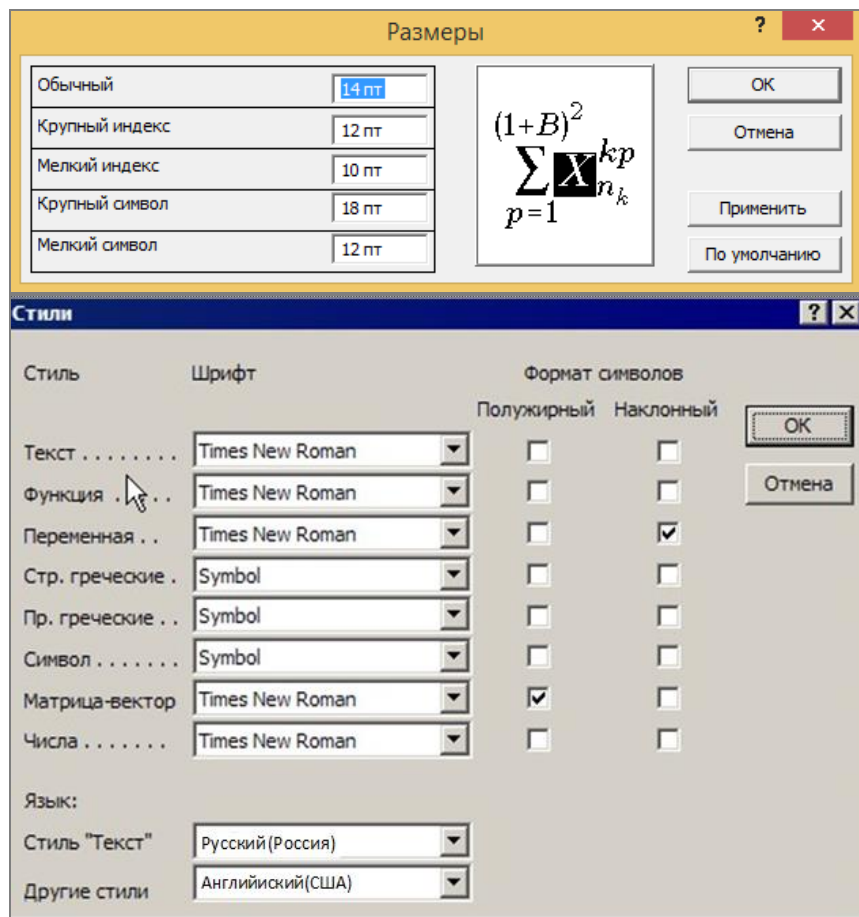 Размеры ? ×
Обычный 14 пт
Крупный индекс 12 пт
Мелкий индекс 10 пт
Крупный символ 18 пт
Мелкий символ 12 пт
(1+B)²
∑ X kp
n k
p=1
OK
Отмена
Применить
По умолчанию
Стили ? ×
Стиль Шрифт Формат символов
Полужирный Наклонный
Текст . . . . . . . . Times New Roman
Функция . . . . Times New Roman
Переменная . . Times New Roman
Стр. греческие . Symbol
Пр. греческие . . Symbol
Символ . . . . . . . Symbol
Матрица-вектор Times New Roman
Числа . . . . . . . Times New Roman
OK
Отмена
Язык:
Стиль "Текст" Русский(Россия)
Другие стили Английиский(США)